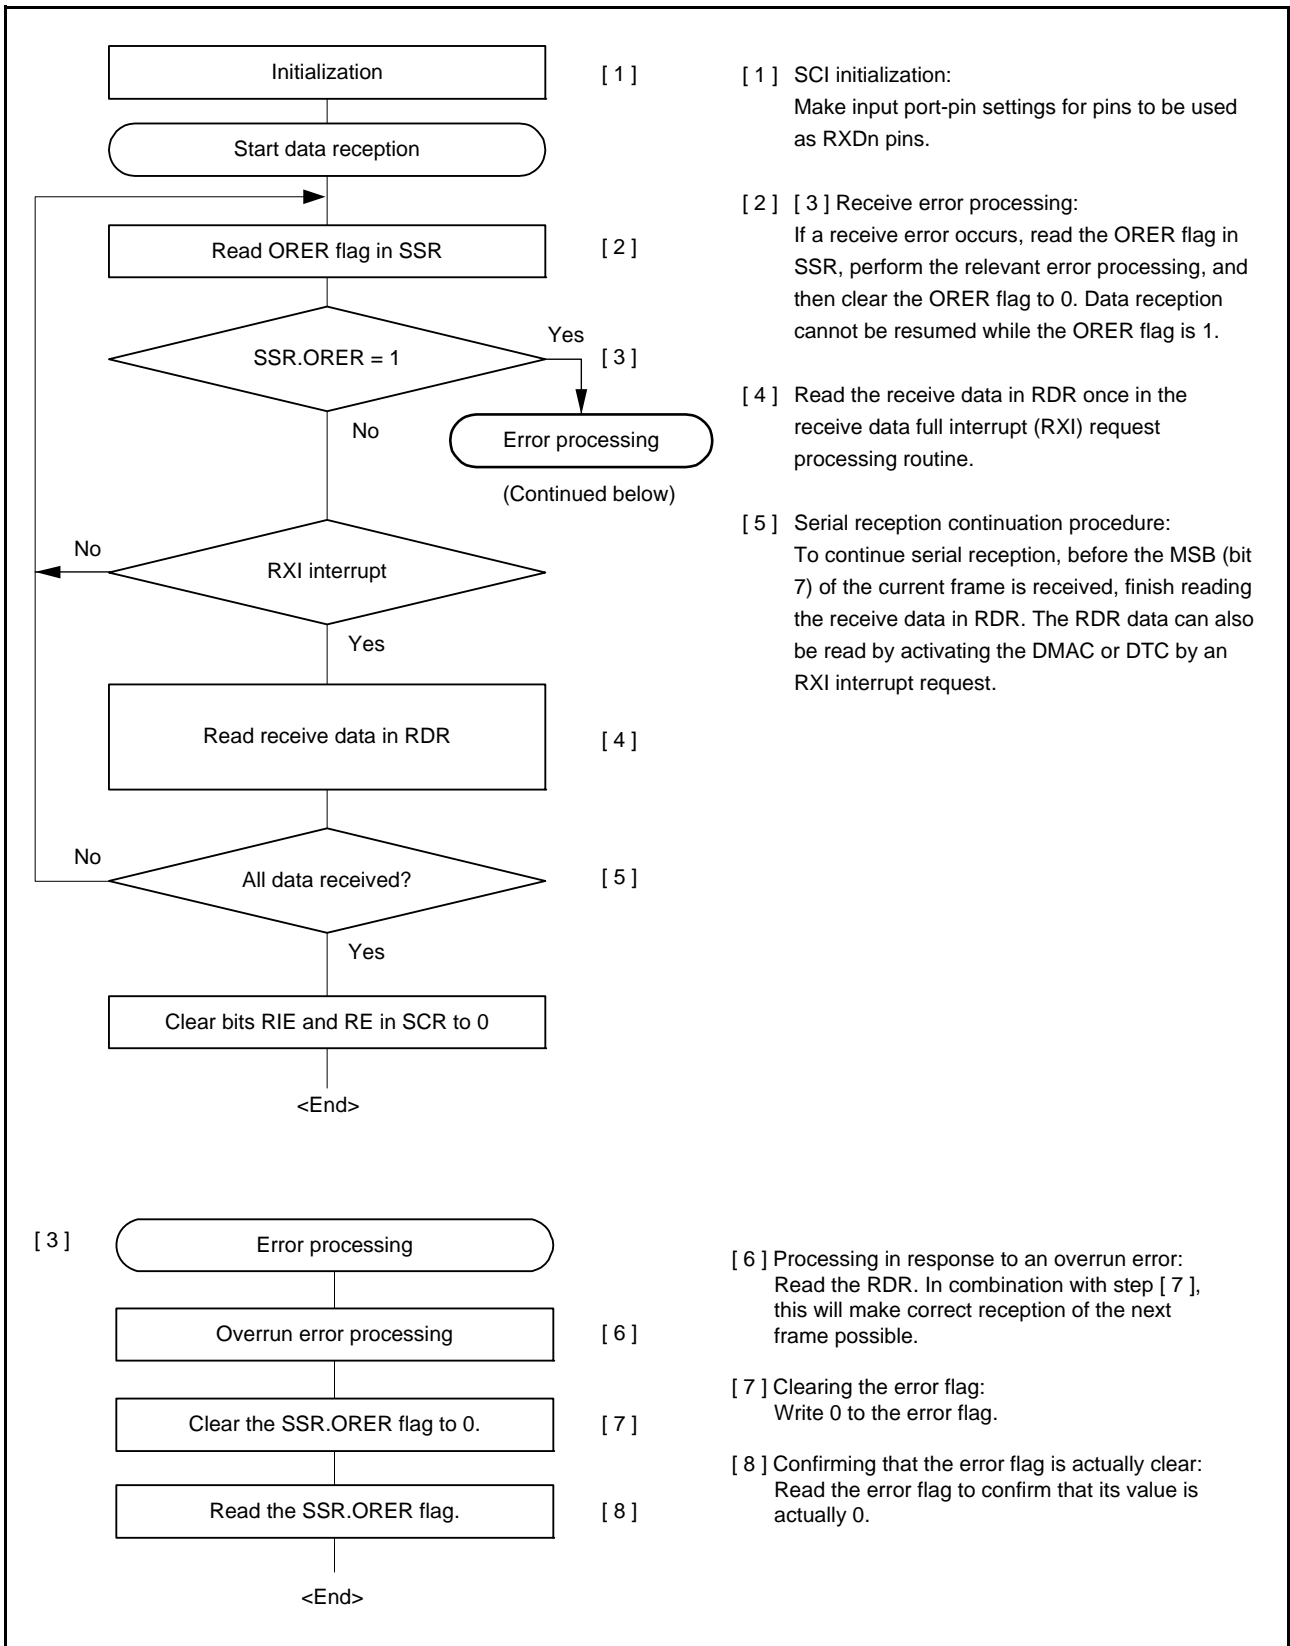 Initialization
[ 1 ]
Start data reception
Read ORER flag in SSR
[ 2 ]
SSR.ORER = 1
Yes
[ 3 ]
No
Error processing
(Continued below)
No
RXI interrupt
Yes
Read receive data in RDR
[ 4 ]
No
All data received?
[ 5 ]
Yes
Clear bits RIE and RE in SCR to 0
<End>
[ 1 ] SCI initialization:
Make input port-pin settings for pins to be used
as RXDn pins.
[ 2 ] [ 3 ] Receive error processing:
If a receive error occurs, read the ORER flag in
SSR, perform the relevant error processing, and
then clear the ORER flag to 0. Data reception
cannot be resumed while the ORER flag is 1.
[ 4 ] Read the receive data in RDR once in the
receive data full interrupt (RXI) request
processing routine.
[ 5 ] Serial reception continuation procedure:
To continue serial reception, before the MSB (bit
7) of the current frame is received, finish reading
the receive data in RDR. The RDR data can also
be read by activating the DMAC or DTC by an
RXI interrupt request.
[ 3 ]
Error processing
Overrun error processing
[ 6 ]
Clear the SSR.ORER flag to 0.
[ 7 ]
Read the SSR.ORER flag.
[ 8 ]
<End>
[ 6 ] Processing in response to an overrun error:
Read the RDR. In combination with step [ 7 ],
this will make correct reception of the next
frame possible.
[ 7 ] Clearing the error flag:
Write 0 to the error flag.
[ 8 ] Confirming that the error flag is actually clear:
Read the error flag to confirm that its value is
actually 0.